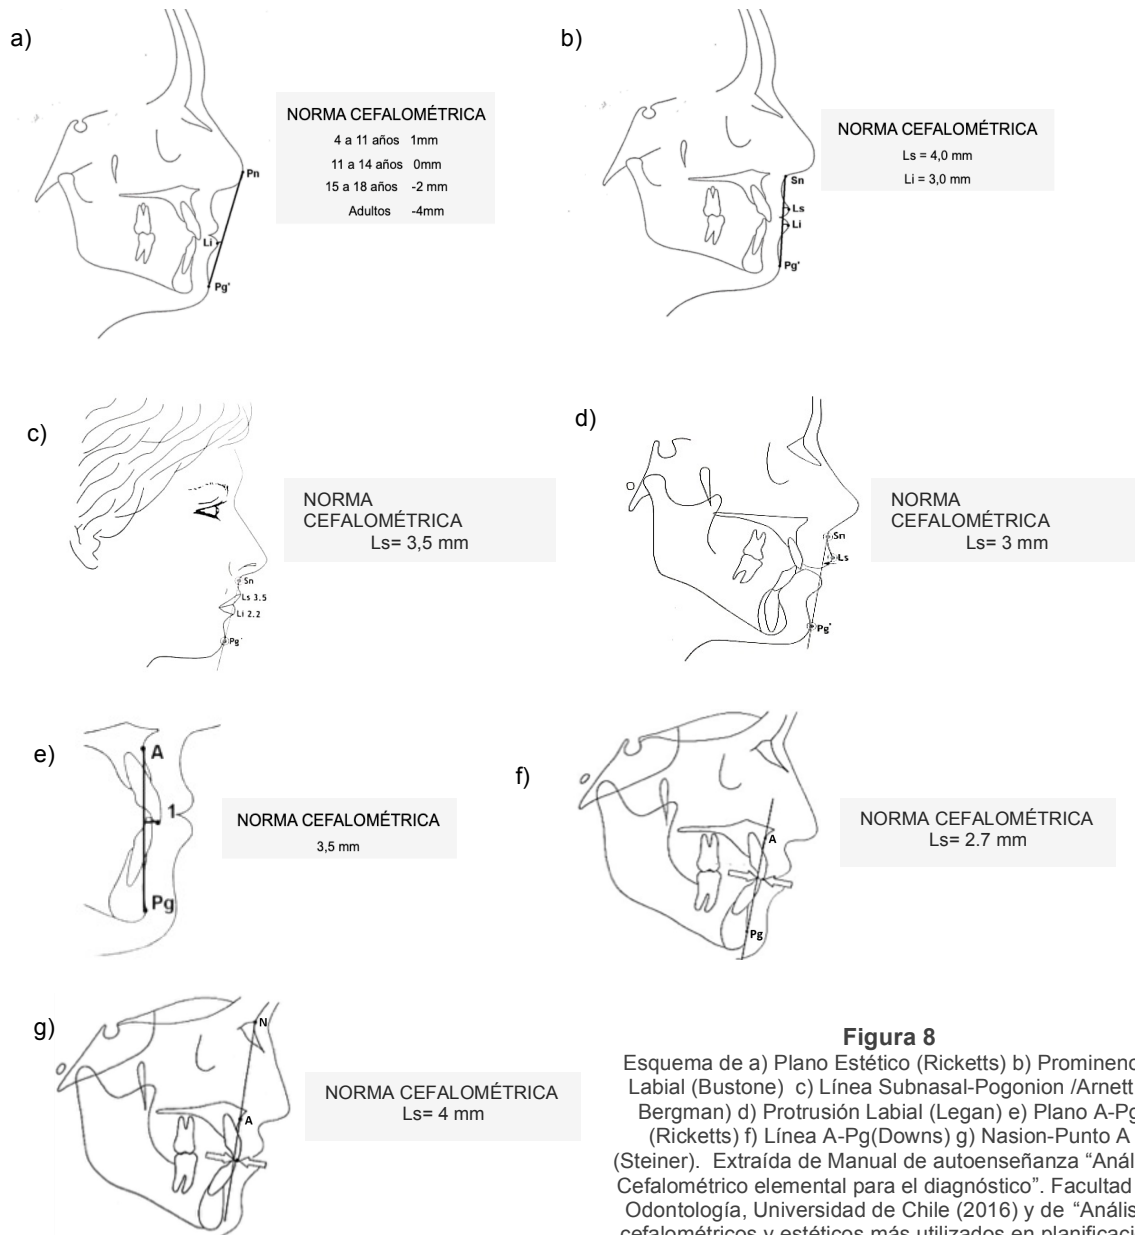 a)
Pn
Li
Pg'
NORMA CEFALOMÉTRICA
4 a 11 años 1mm
11 a 14 años 0mm
15 a 18 años -2 mm
Adultos -4mm
b)
Sn
Ls
Li
Pg'
NORMA CEFALOMÉTRICA
Ls = 4,0 mm
Li = 3,0 mm
c)
Sn
Ls 3.5
Li 2.2
Pg'
NORMA
CEFALOMÉTRICA
Ls= 3,5 mm
d)
Sn
Ls
Pg'
NORMA
CEFALOMÉTRICA
Ls= 3 mm
e)
A
1
Pg
NORMA CEFALOMÉTRICA
3,5 mm
f)
A
Pg
NORMA CEFALOMÉTRICA
Ls= 2.7 mm
g)
N
A
NORMA CEFALOMÉTRICA
Ls= 4 mm
Figura 8
Esquema de a) Plano Estético (Ricketts) b) Prominenc
Labial (Bustone) c) Línea Subnasal-Pogonion /Arnett
Bergman) d) Protrusión Labial (Legan) e) Plano A-Pg
(Ricketts) f) Línea A-Pg(Downs) g) Nasion-Punto A
(Steiner). Extraída de Manual de autoenseñanza “Anál
Cefalométrico elemental para el diagnóstico”. Facultad
Odontología, Universidad de Chile (2016) y de “Anális
cefalométricos y estéticos más utilizados en planificaci